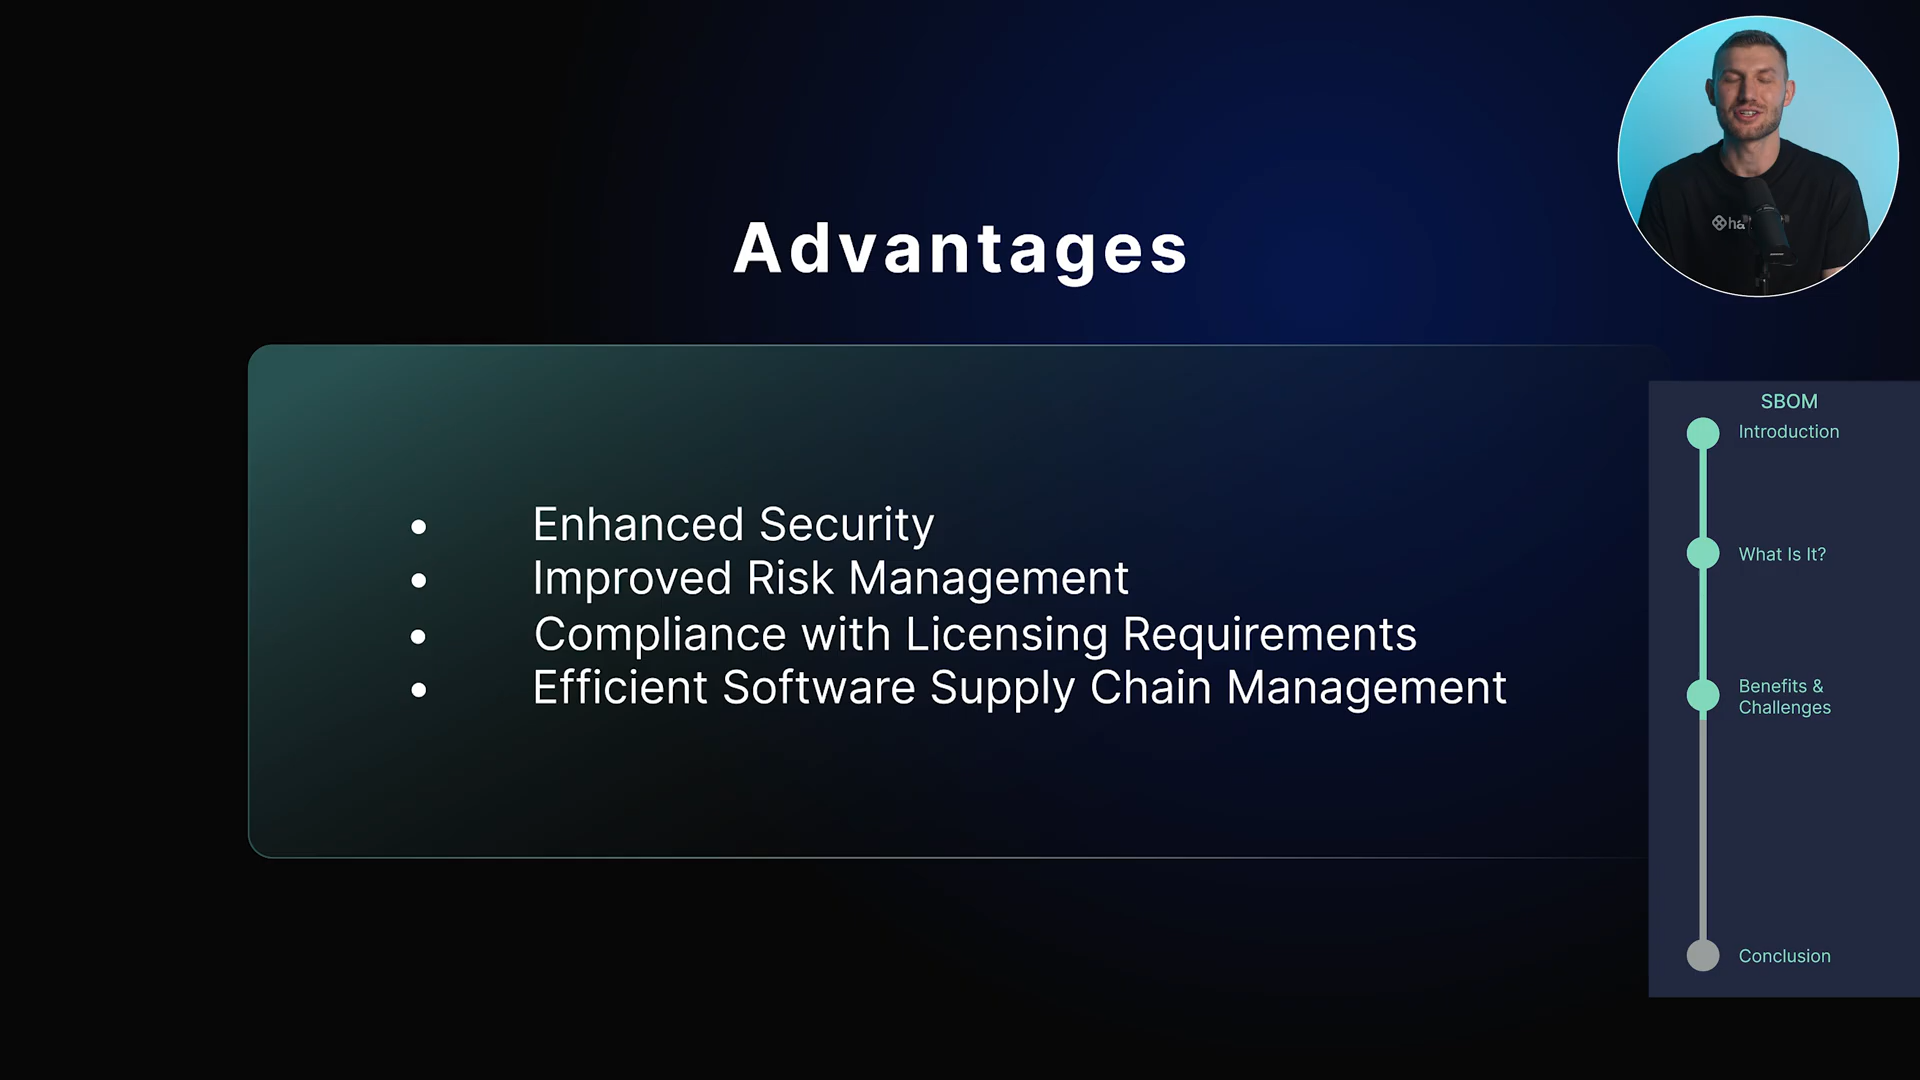 Advantages
• Enhanced Security
• Improved Risk Management
• Compliance with Licensing Requirements
• Efficient Software Supply Chain Management
SBOM
Introduction
What Is It?
Benefits &
Challenges
Conclusion